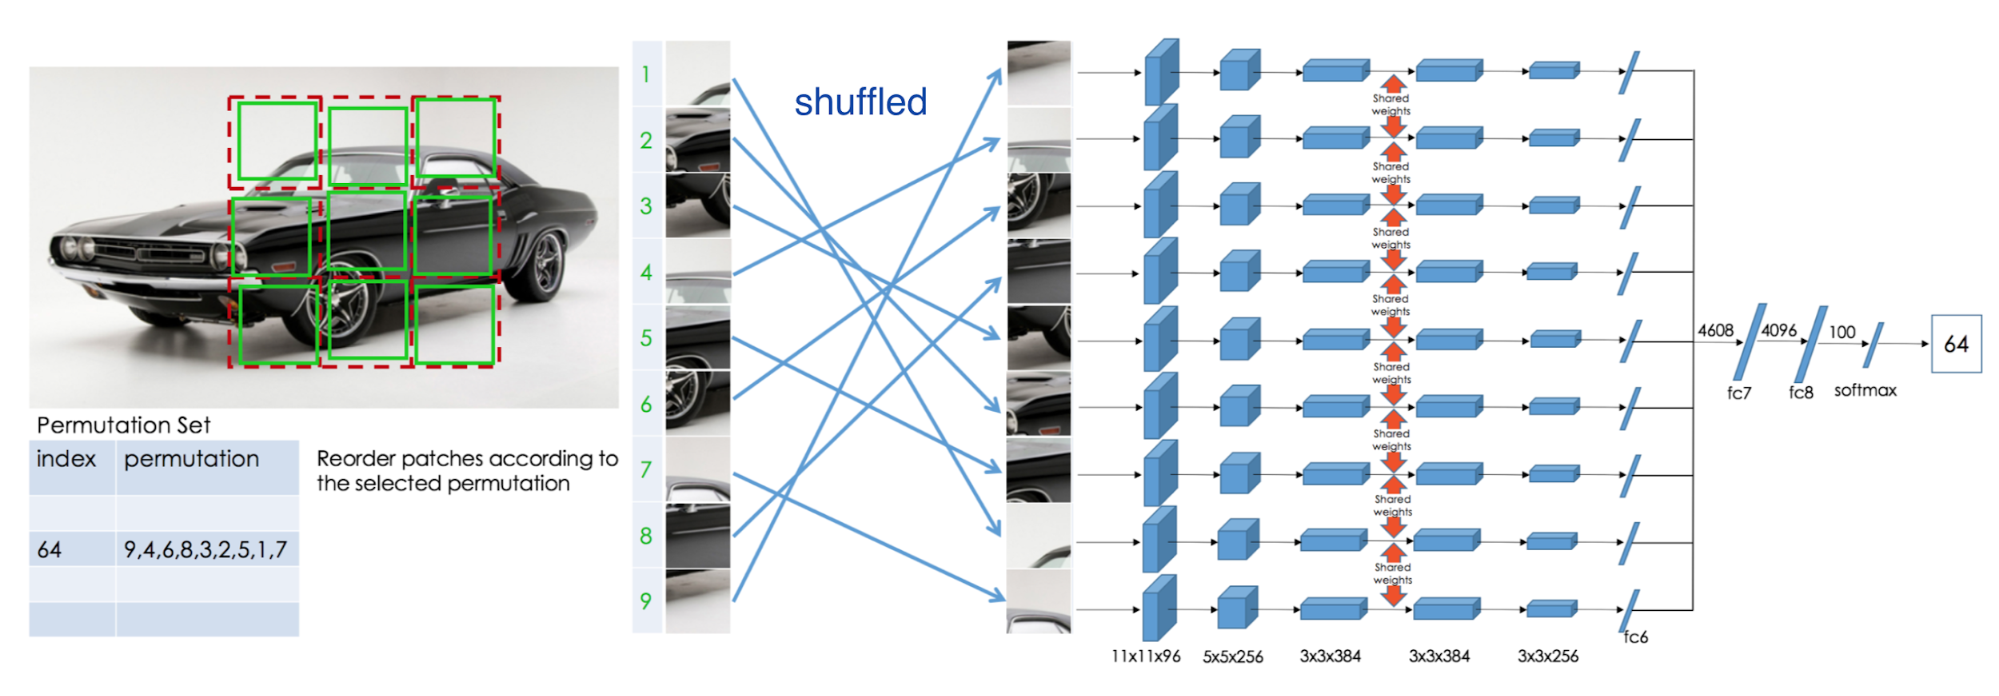 Permutation Set
index permutation
64 9,4,6,8,3,2,5,1,7
Reorder patches according to
the selected permutation
1
2
3
4
5
6
7
8
9
shuffled
Shared
weights
Shared
weights
Shared
weights
Shared
weights
Shared
weights
Shared
weights
Shared
weights
Shared
weights
11x11x96 5x5x256 3x3x384 3x3x384 3x3x256
fc6
4608
fc7
4096
fc8
100
softmax
64